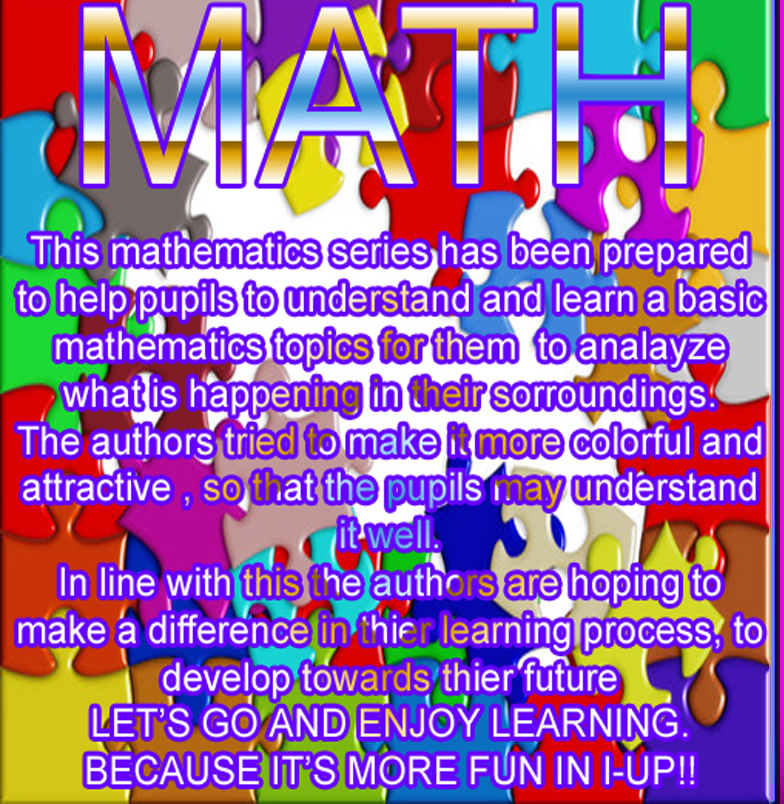 MATH
This mathematics series has been prepared
to help pupils to understand and learn a basic
mathematics topics for them to analayze
what is happening in their sorroundings.
The authors tried to make it more colorful and
attractive , so that the pupils may understand
it well.
In line with this the authors are hoping to
make a difference in thier learning process, to
develop towards thier future
LET'S GO AND ENJOY LEARNING.
BECAUSE IT'S MORE FUN IN I-UP!!